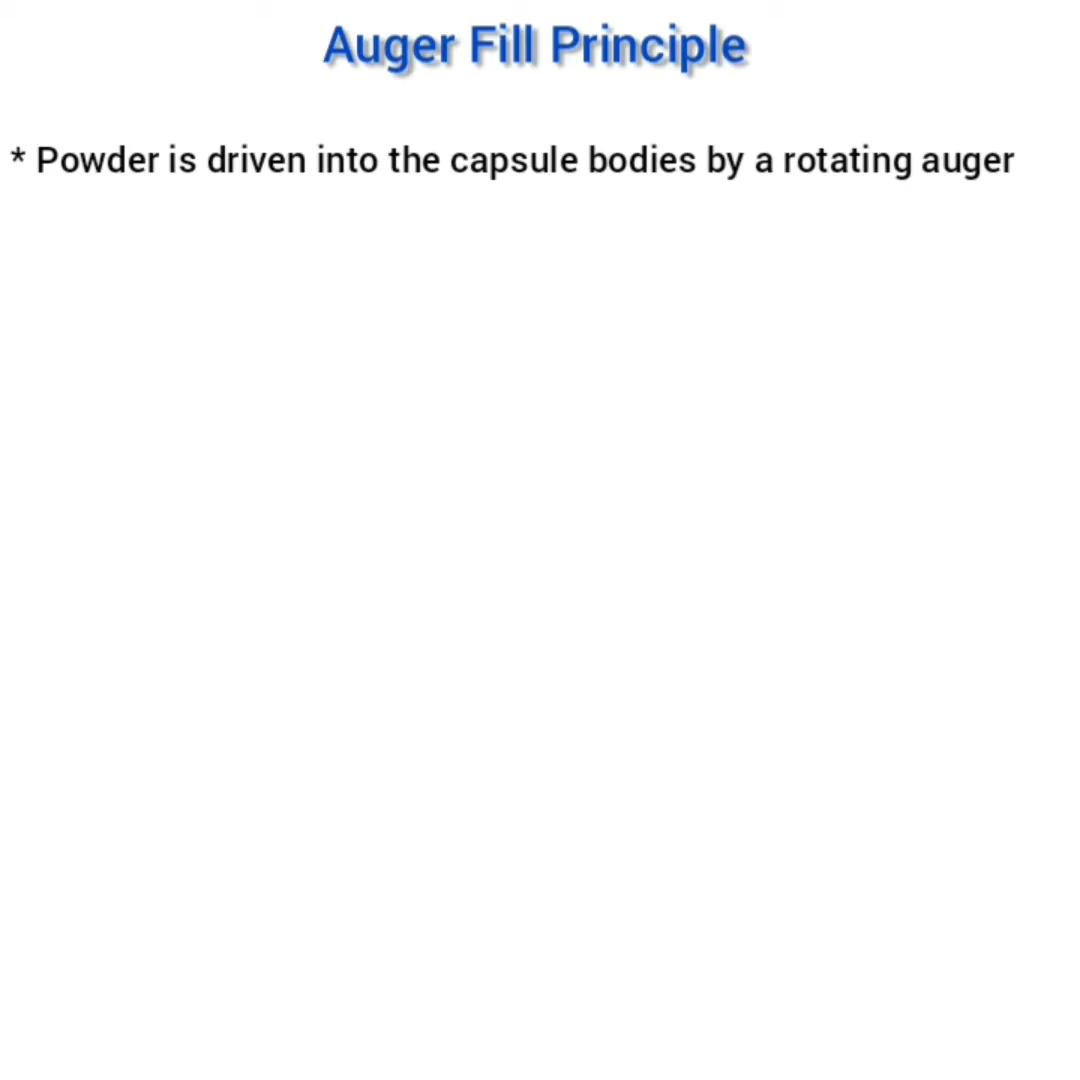 Auger Fill Principle
* Powder is driven into the capsule bodies by a rotating auger